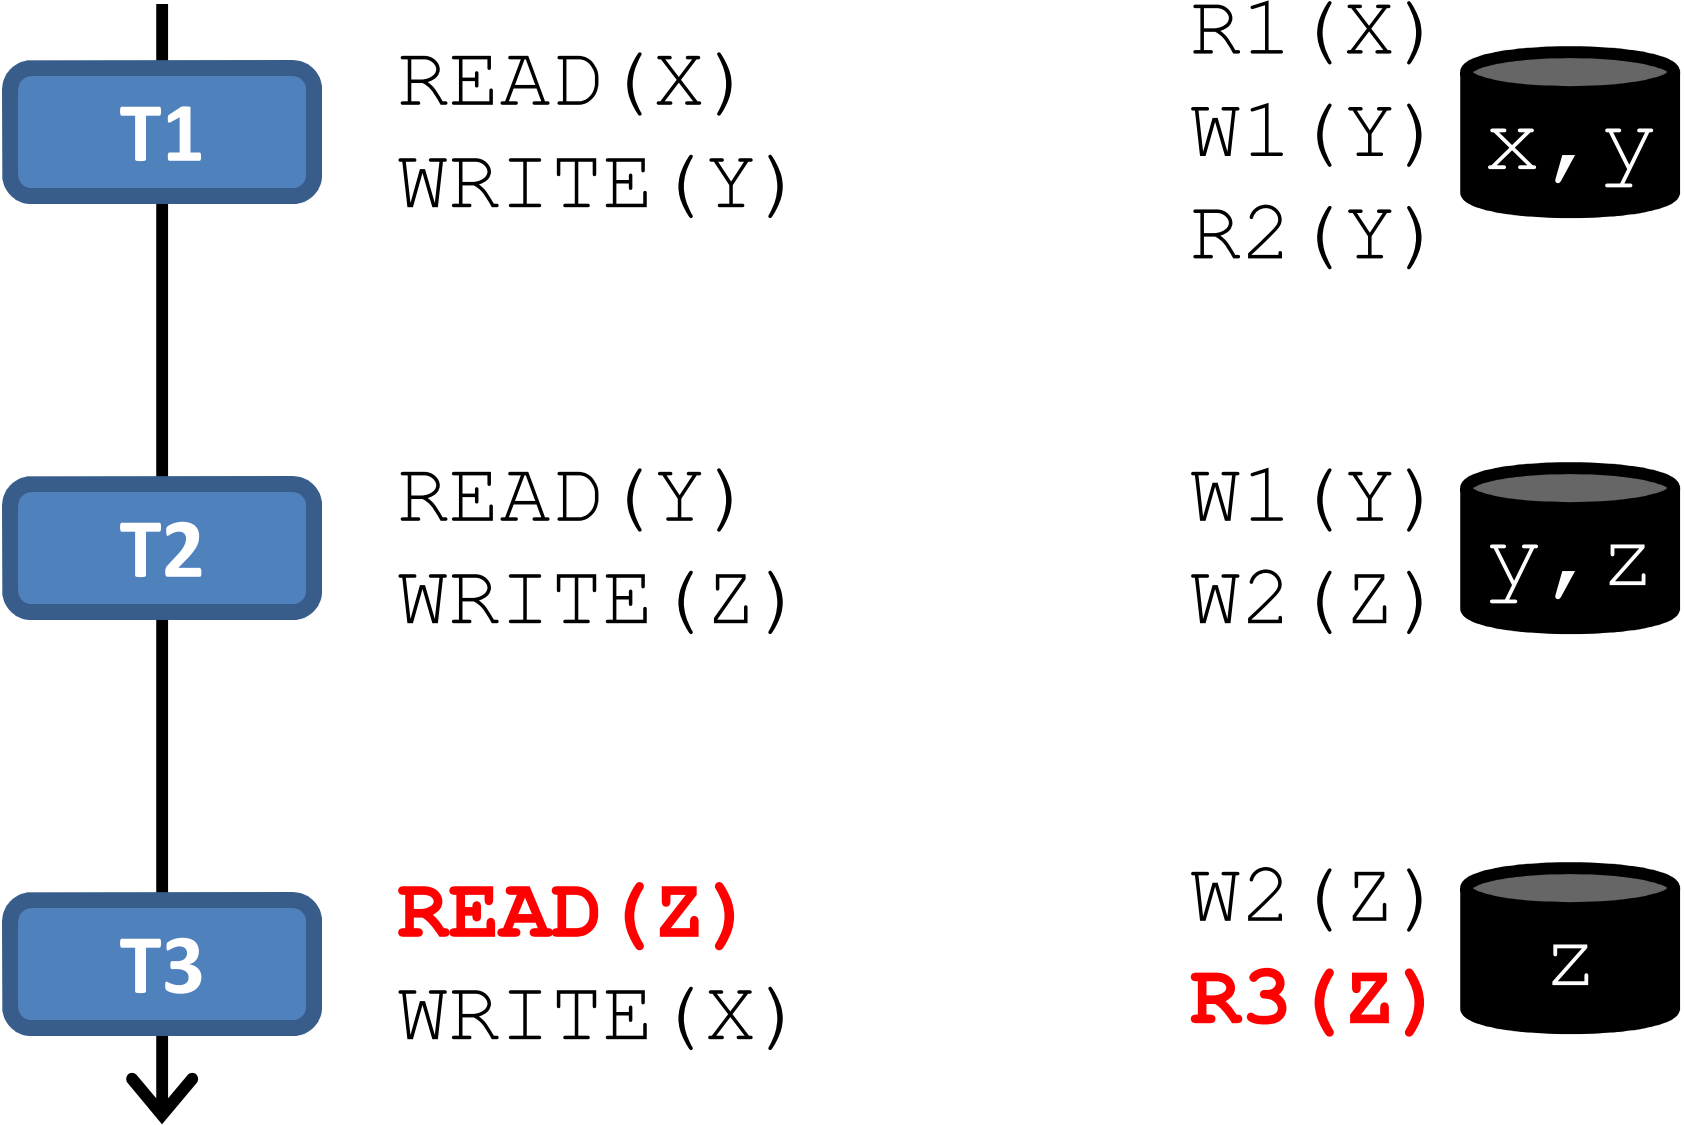 R1(X)
T1
READ(X)
WRITE(Y)
W1(Y)
R2(Y)
x,y
T2
READ(Y)
WRITE(Z)
W1(Y)
W2(Z)
y,z
T3
READ(Z)
WRITE(X)
W2(Z)
R3(Z)
z